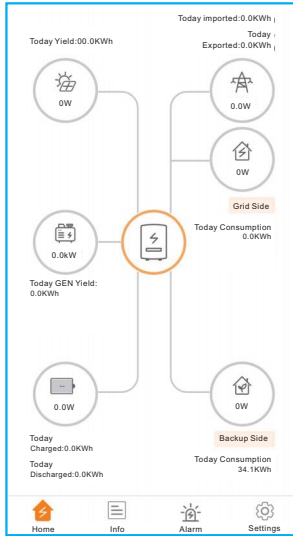 Today imported:0.0KWh
Today Yield:00.0KWh
Today
Exported:0.0KWh
0W
0.0W
0W
Grid Side
Today Consumption
0.0KWh
0.0kW
Today GEN Yield:
0.0KWh
--
0.0W
0W
Today
Charged:0.0KWh
Backup Side
Today
Discharged:0.0KWh
Today Consumption
34.1KWh
Home
Info
Alarm
Settings